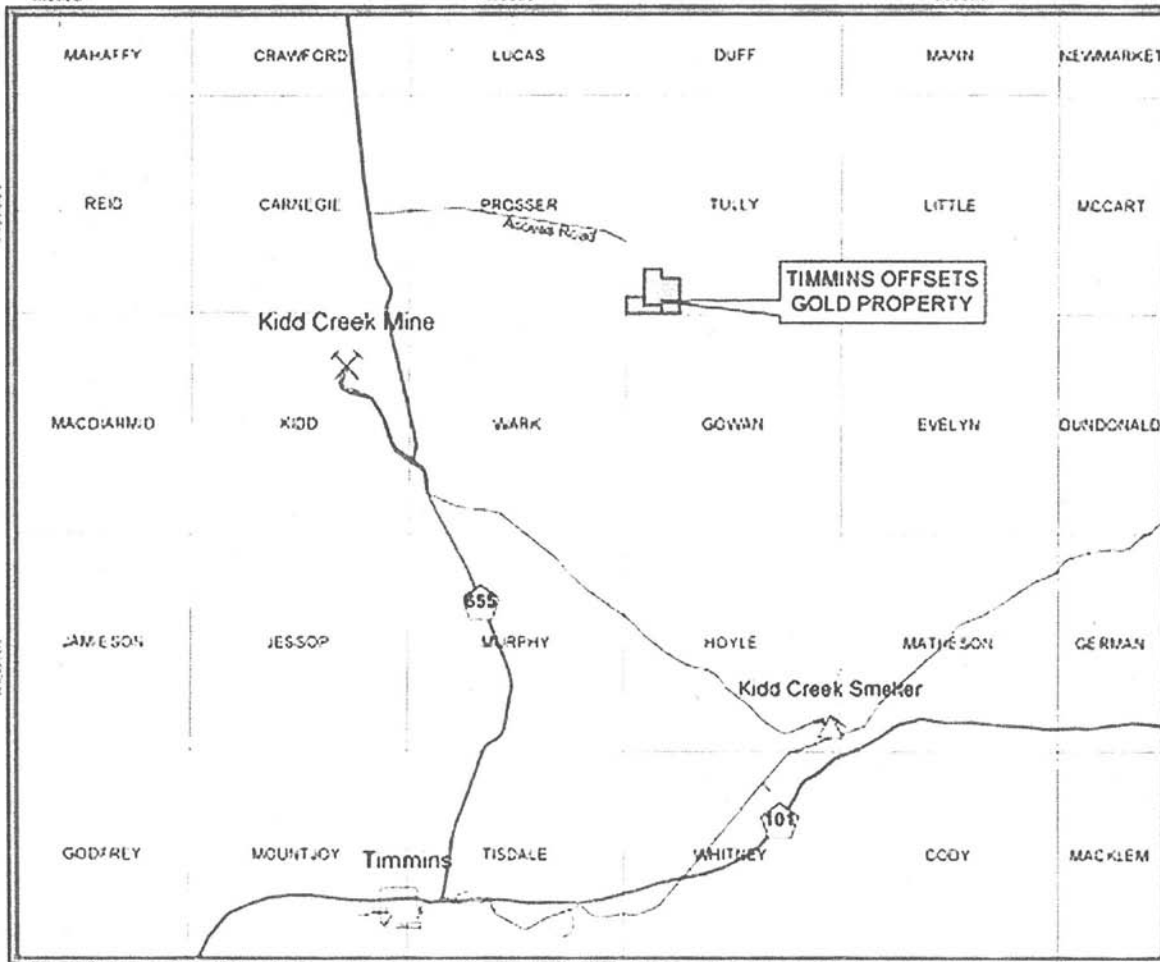 MAHAFFY CRAWFORD LUCAS DUFF MANN NEWMARKET
REID CARNEGIE PROSSER TULLY LITTLE MCCART
Access Road
TIMMINS OFFSETS
GOLD PROPERTY
Kidd Creek Mine
MACDIARMID KIDD WARK GOWAN EVELYN DUNDONALD
655
JAMIESON JESSOP MURPHY HOYLE MATHESON GERMAN
Kidd Creek Smelter
101
GODFREY MOUNTJOY Timmins TISDALE WHITNEY CODY MACKLEM